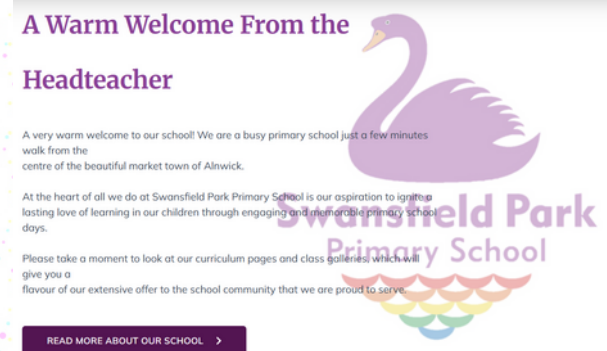 A Warm Welcome From the
Headteacher
A very warm welcome to our school! We are a busy primary school just a few minutes
walk from the
centre of the beautiful market town of Alnwick.
At the heart of all we do at Swansfield Park Primary School is our aspiration to ignite a
lasting love of learning in our children through engaging and memorable primary school
days.
Swansfield Park
Primary School
Please take a moment to look at our curriculum pages and class galleries, which will
give you a
flavour of our extensive offer to the school community that we are proud to serve.
READ MORE ABOUT OUR SCHOOL